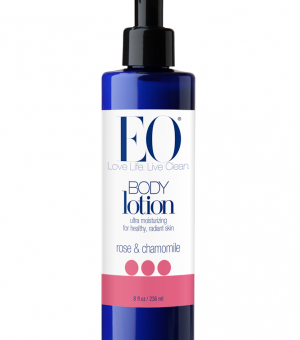 EO®
Love Life. Live Clean.
BODY
lotion
ultra moisturizing
for healthy, radiant skin
rose & chamomile
8 fl oz / 236 ml